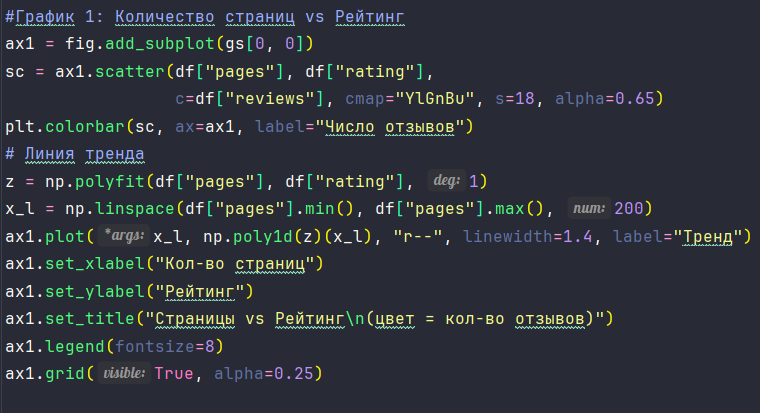 #График 1: Количество страниц vs Рейтинг
ax1 = fig.add_subplot(gs[0, 0])
sc = ax1.scatter(df["pages"], df["rating"],
c=df["reviews"], cmap="YlGnBu", s=18, alpha=0.65)
plt.colorbar(sc, ax=ax1, label="Число отзывов")
# Линия тренда
z = np.polyfit(df["pages"], df["rating"], deg: 1)
x_l = np.linspace(df["pages"].min(), df["pages"].max(), num: 200)
ax1.plot( *args: x_l, np.poly1d(z)(x_l), "r--", linewidth=1.4, label="Тренд")
ax1.set_xlabel("Кол-во страниц")
ax1.set_ylabel("Рейтинг")
ax1.set_title("Страницы vs Рейтинг\n(цвет = кол-во отзывов)")
ax1.legend(fontsize=8)
ax1.grid( visible: True, alpha=0.25)